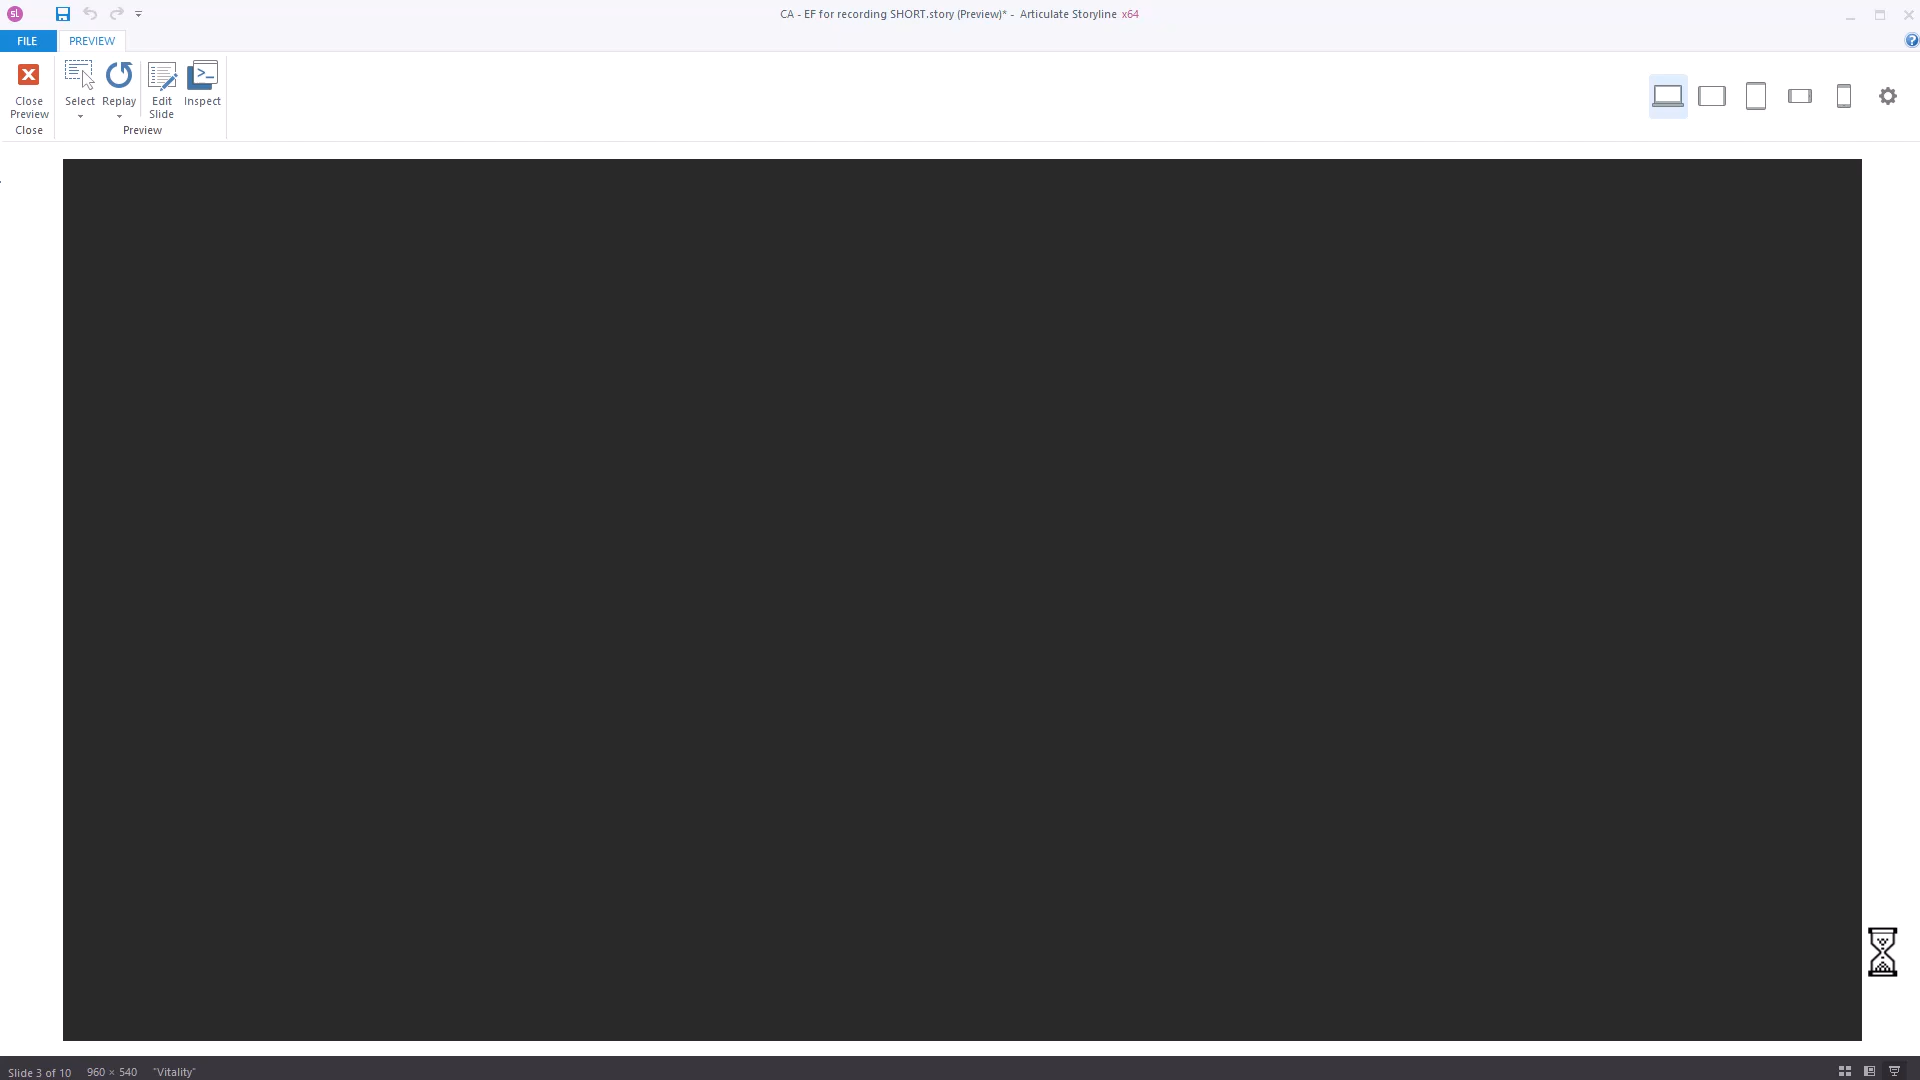 sl
CA - EF for recording SHORT.story (Preview)* - Articulate Storyline x64
FILE
PREVIEW
?
Close
Preview
Select
Replay
Edit
Slide
Inspect
Close
Preview
Slide 3 of 10
960 × 540
"Vitality"